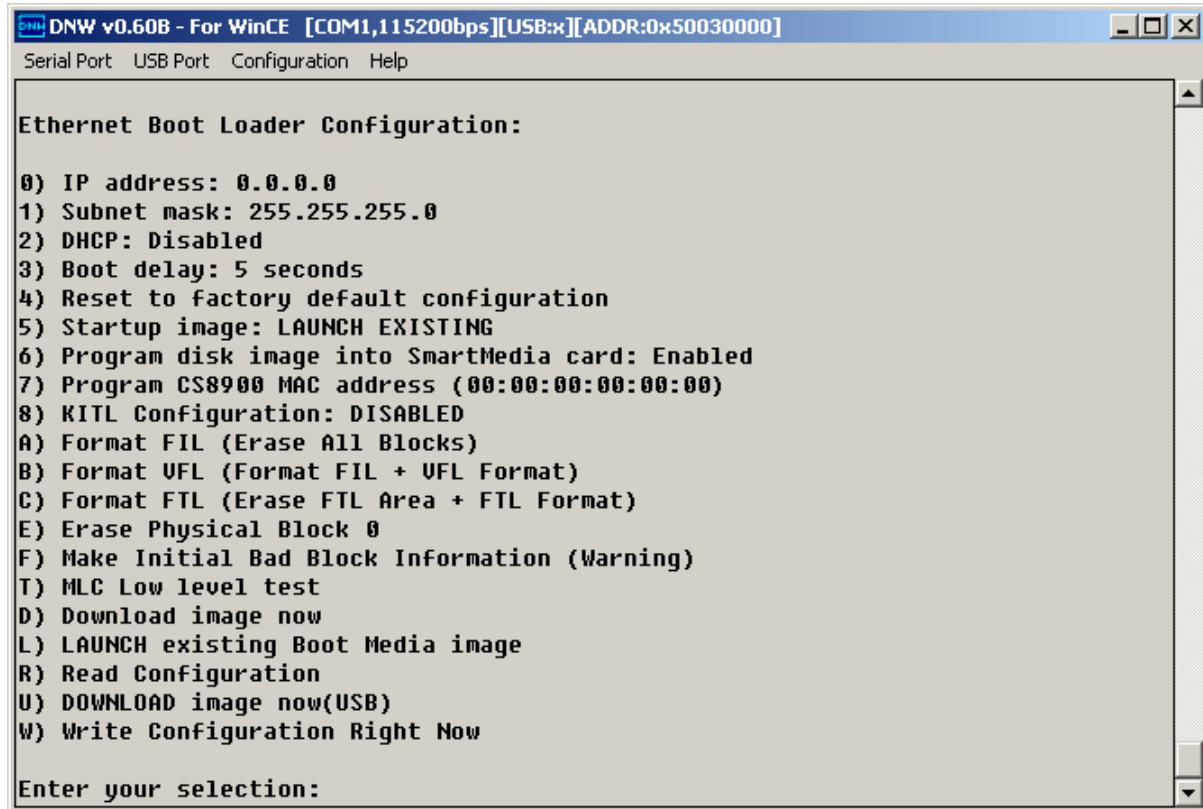 DNW v0.60B - For WinCE [COM1,115200bps][USB:x][ADDR:0x50030000]
Serial Port USB Port Configuration Help
Ethernet Boot Loader Configuration:
0) IP address: 0.0.0.0
1) Subnet mask: 255.255.255.0
2) DHCP: Disabled
3) Boot delay: 5 seconds
4) Reset to factory default configuration
5) Startup image: LAUNCH EXISTING
6) Program disk image into SmartMedia card: Enabled
7) Program CS8900 MAC address (00:00:00:00:00:00)
8) KITL Configuration: DISABLED
A) Format FIL (Erase All Blocks)
B) Format VFL (Format FIL + VFL Format)
C) Format FTL (Erase FTL Area + FTL Format)
E) Erase Physical Block 0
F) Make Initial Bad Block Information (Warning)
T) MLC Low level test
D) Download image now
L) LAUNCH existing Boot Media image
R) Read Configuration
U) DOWNLOAD image now(USB)
W) Write Configuration Right Now
Enter your selection: